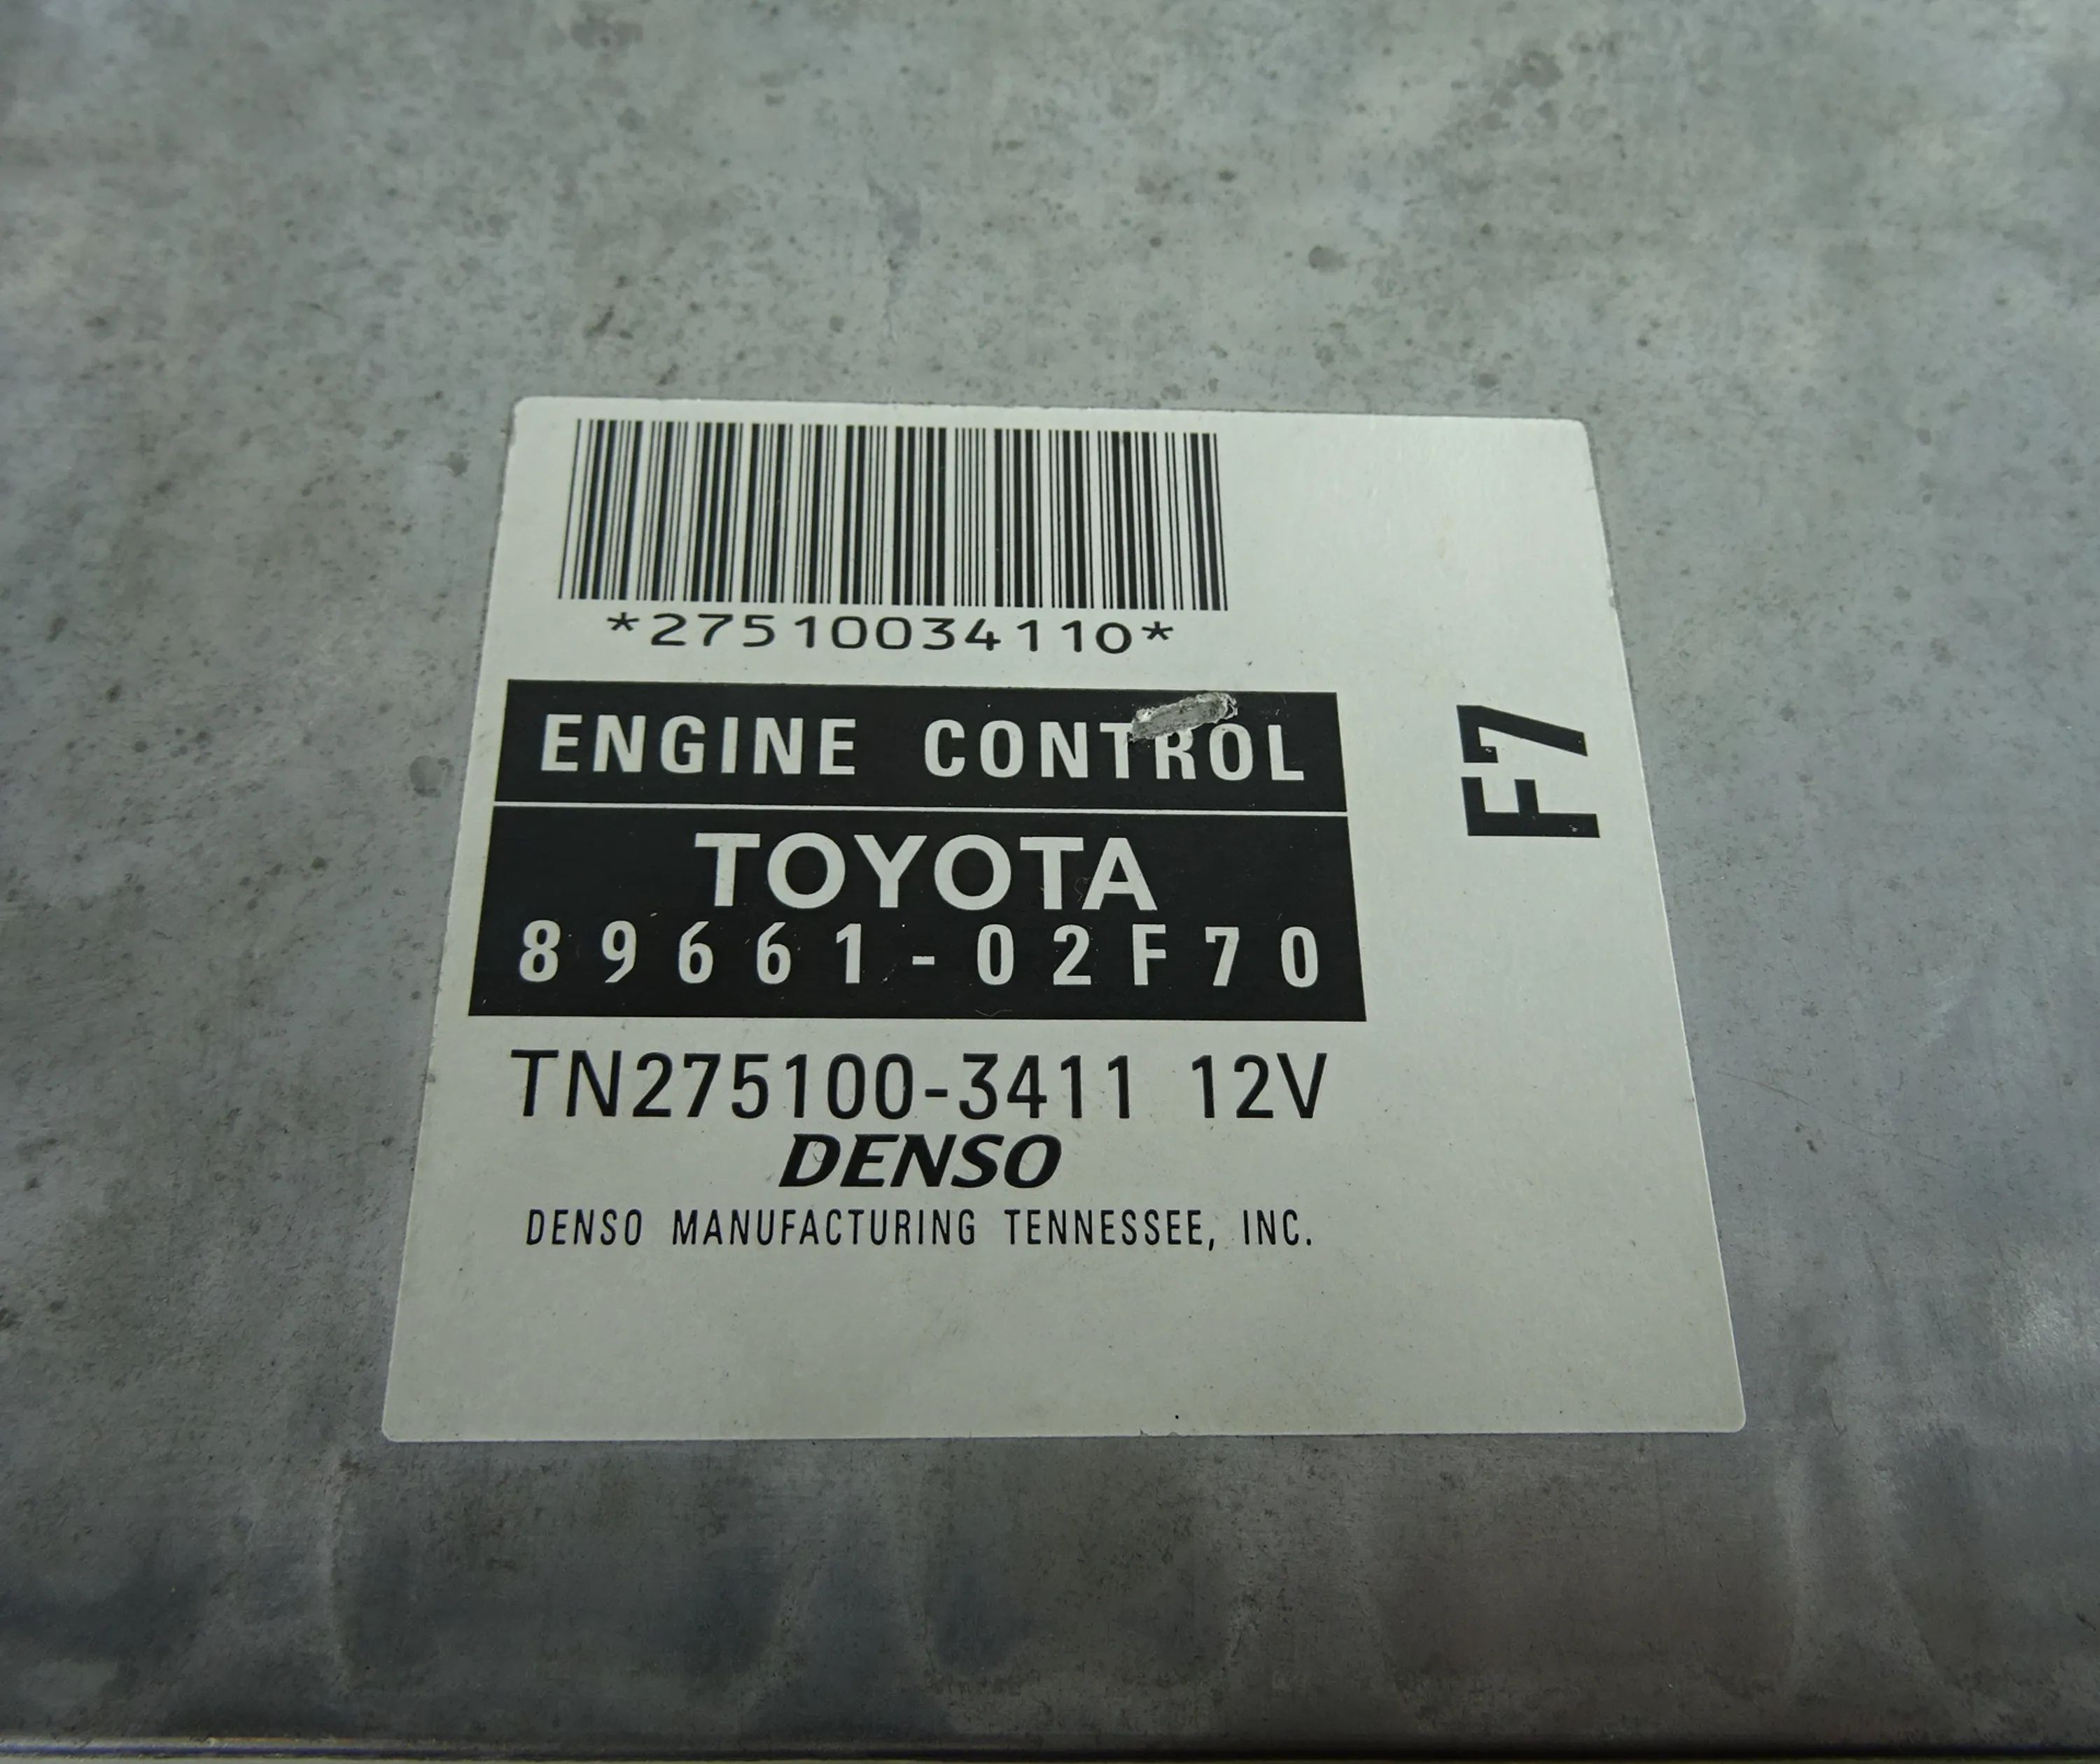 *27510034110*
ENGINE CONTROL
TOYOTA
89661-02F70
TN275100-3411 12V
DENSO
DENSO MANUFACTURING TENNESSEE, INC.
F7